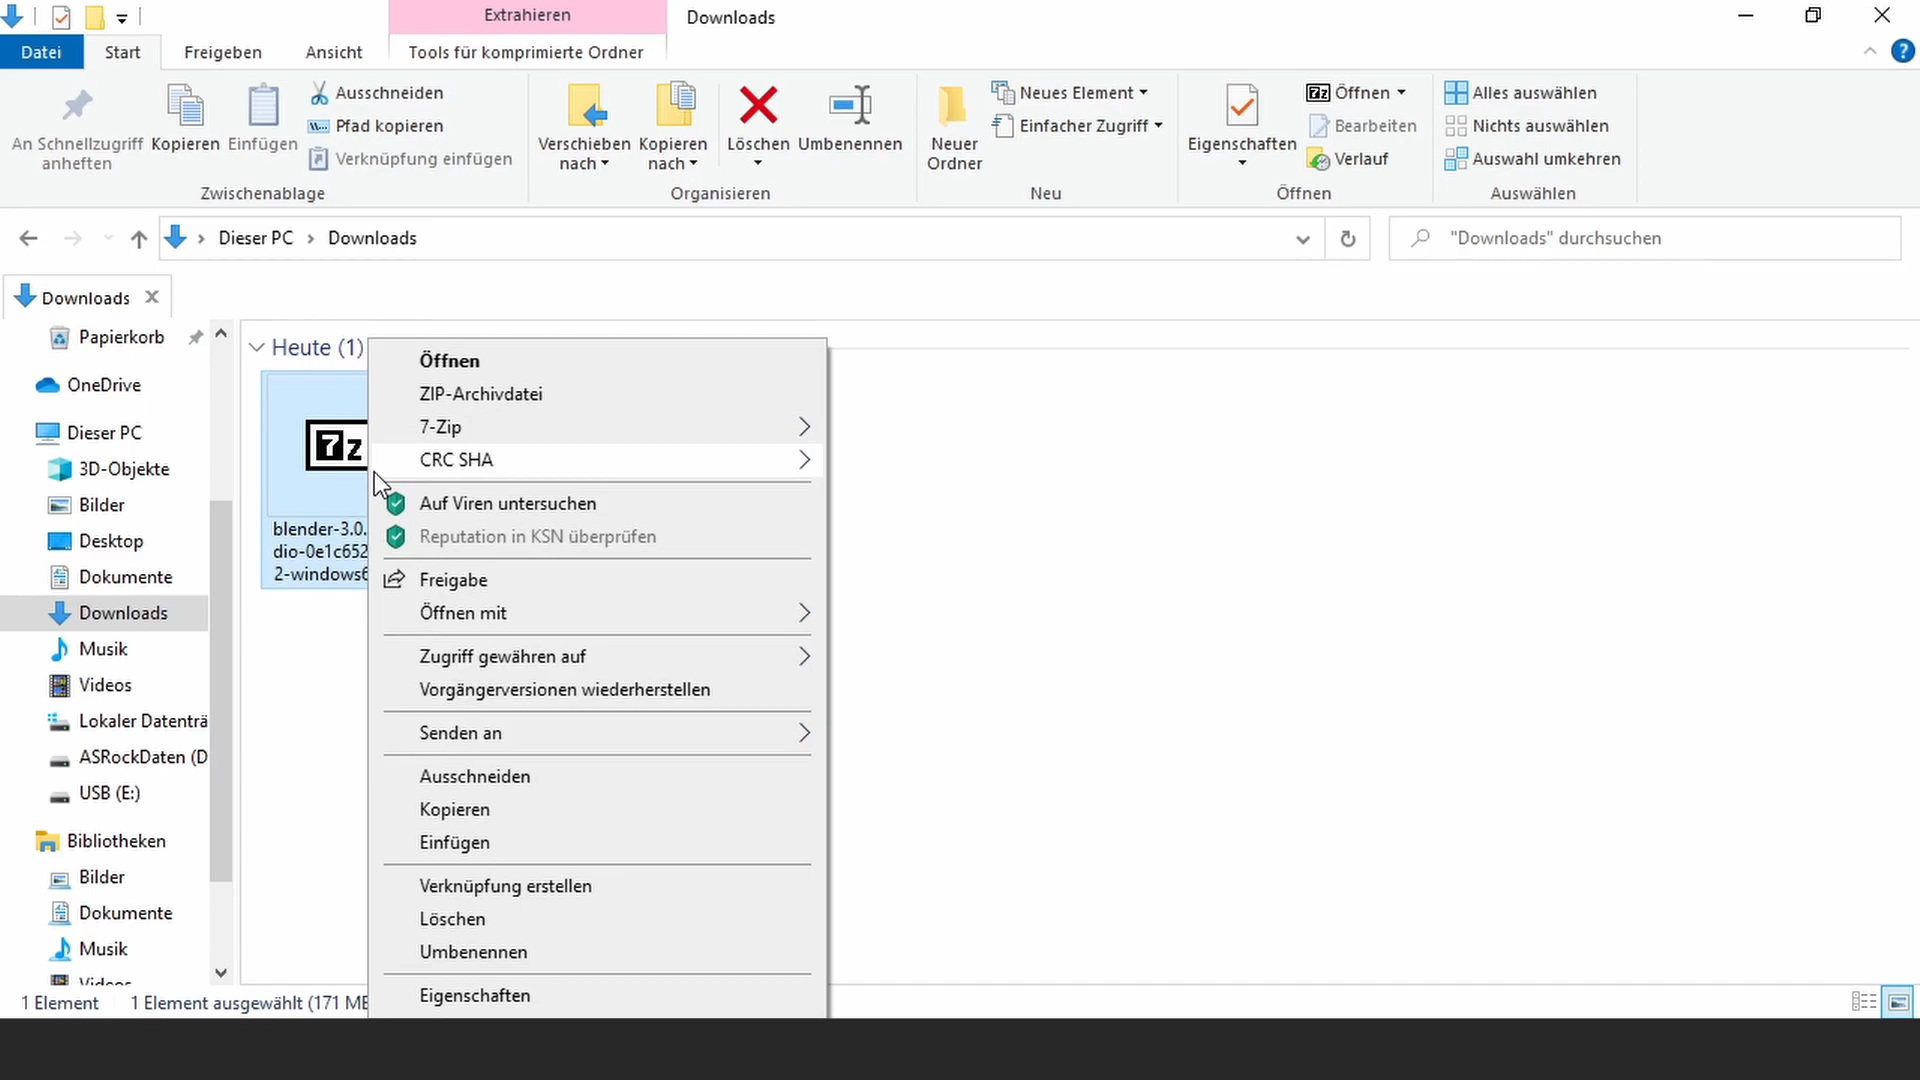 Extrahieren
Downloads
Datei
Start
Freigeben
Ansicht
Tools für komprimierte Ordner
An Schnellzugriff
anheften
Kopieren
Einfügen
Ausschneiden
Pfad kopieren
Verknüpfung einfügen
Zwischenablage
Verschieben
nach
Kopieren
nach
Löschen
Umbenennen
Organisieren
Neuer
Ordner
Neues Element
Einfacher Zugriff
Neu
Eigenschaften
7z Öffnen
Bearbeiten
Verlauf
Öffnen
Alles auswählen
Nichts auswählen
Auswahl umkehren
Auswählen
Dieser PC
Downloads
"Downloads" durchsuchen
Downloads
Papierkorb
OneDrive
Dieser PC
3D-Objekte
Bilder
Desktop
Dokumente
Downloads
Musik
Videos
Lokaler Datenträ
ASRockDaten (D
USB (E:)
Bibliotheken
Bilder
Dokumente
Musik
Videos
Heute (1)
7z
blender-3.0.
dio-0e1c652
2-windows6
Öffnen
ZIP-Archivdatei
7-Zip
CRC SHA
Auf Viren untersuchen
Reputation in KSN überprüfen
Freigabe
Öffnen mit
Zugriff gewähren auf
Vorgängerversionen wiederherstellen
Senden an
Ausschneiden
Kopieren
Einfügen
Verknüpfung erstellen
Löschen
Umbenennen
Eigenschaften
1 Element
1 Element ausgewählt (171 MB